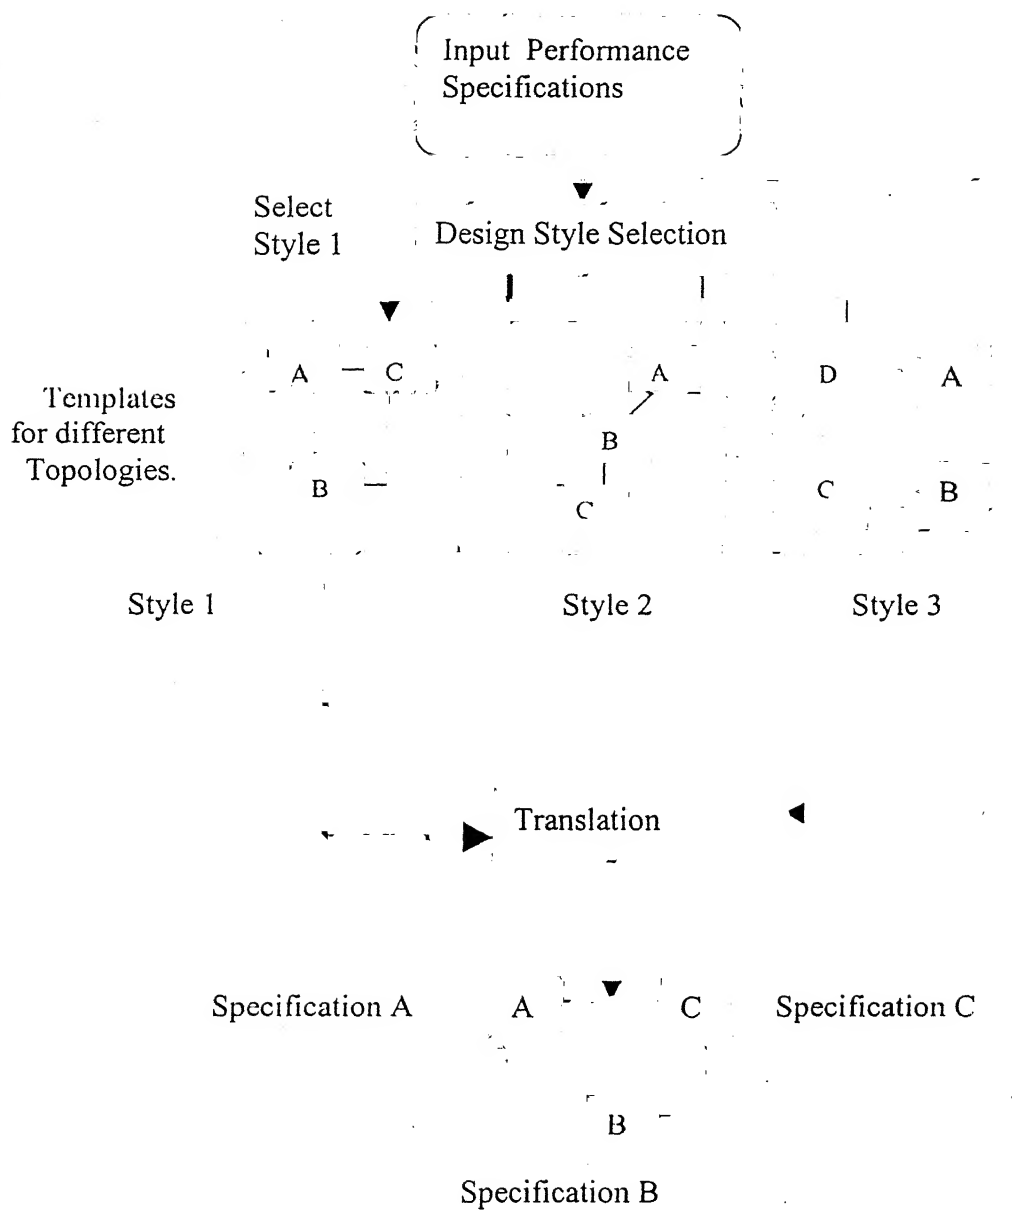 Input Performance
Specifications
Select
Style 1
Design Style Selection
A
C
A
D
A
Templates
for different
Topologies.
B
B
C
C
B
Style 1
Style 2
Style 3
Translation
Specification A
A
C
Specification C
B
Specification B